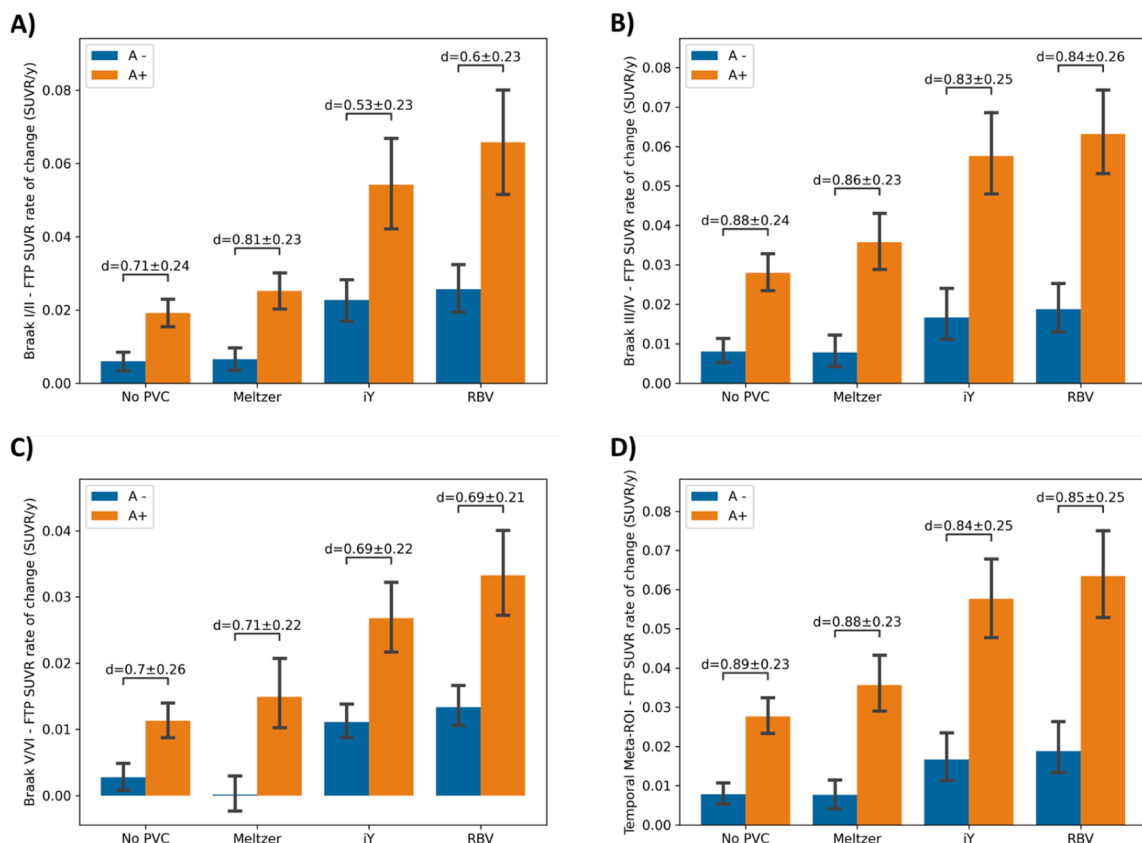 A)
Braak I/II - FTP SUVR rate of change (SUVR/y)
A -
A+
0.08
0.06
0.04
0.02
0.00
d=0.71±0.24
d=0.81±0.23
d=0.53±0.23
d=0.6±0.23
No PVC
Meltzer
iY
RBV
B)
Braak III/IV - FTP SUVR rate of change (SUVR/y)
A -
A+
0.08
0.07
0.06
0.05
0.04
0.03
0.02
0.01
0.00
d=0.88±0.24
d=0.86±0.23
d=0.83±0.25
d=0.84±0.26
No PVC
Meltzer
iY
RBV
C)
Braak V/VI - FTP SUVR rate of change (SUVR/y)
A -
A+
0.04
0.03
0.02
0.01
0.00
d=0.7±0.26
d=0.71±0.22
d=0.69±0.22
d=0.69±0.21
No PVC
Meltzer
iY
RBV
D)
Temporal Meta-ROI - FTP SUVR rate of change (SUVR/y)
A -
A+
0.08
0.07
0.06
0.05
0.04
0.03
0.02
0.01
0.00
d=0.89±0.23
d=0.88±0.23
d=0.84±0.25
d=0.85±0.25
No PVC
Meltzer
iY
RBV